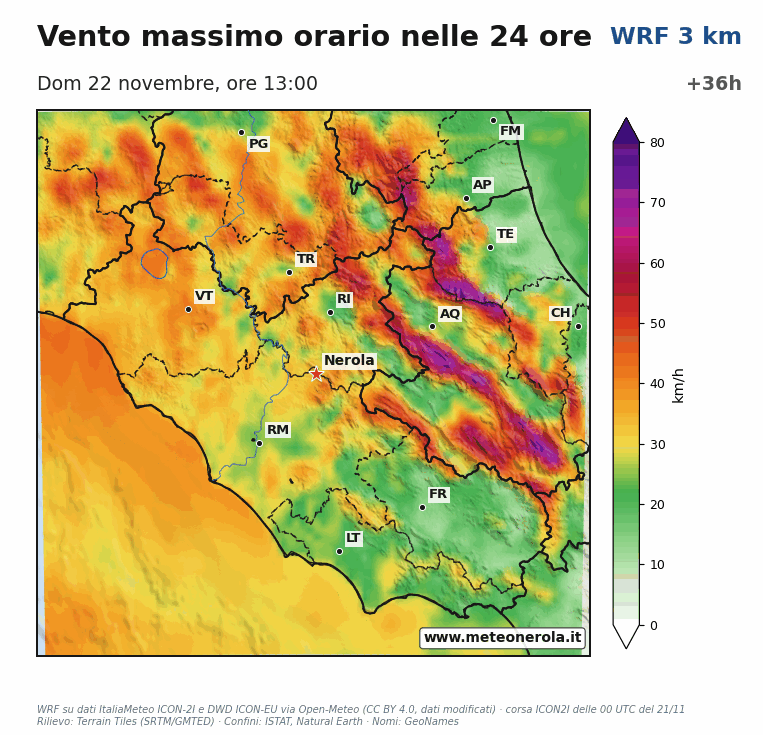 Vento massimo orario nelle 24 ore WRF 3 km
Dom 22 novembre, ore 13:00 +36h
FM
PG
AP
TE
TR
VT
RI
AQ
CH
Nerola
RM
FR
LT
www.meteonerola.it
80
70
60
50
40
30
20
10
0
km/h
WRF su dati ItaliaMeteo ICON-2I e DWD ICON-EU via Open-Meteo (CC BY 4.0, dati modificati) · corsa ICON2I delle 00 UTC del 21/11
Rilievo: Terrain Tiles (SRTM/GMTED) · Confini: ISTAT, Natural Earth · Nomi: GeoNames